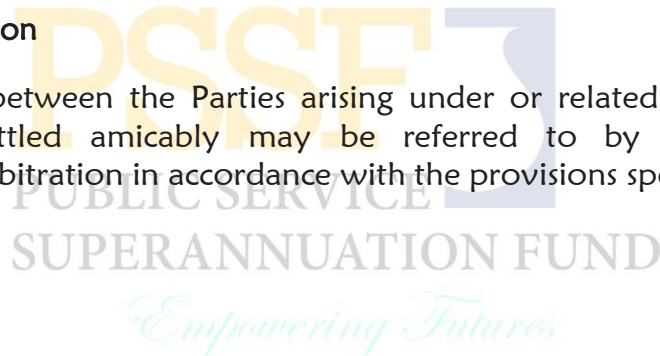 on
between the Parties arising under or related
ttled amicably may be referred to by
bitration in accordance with the provisions spe
PSSF
PUBLIC SERVICE
SUPERANNUATION FUND
Empowering Futures